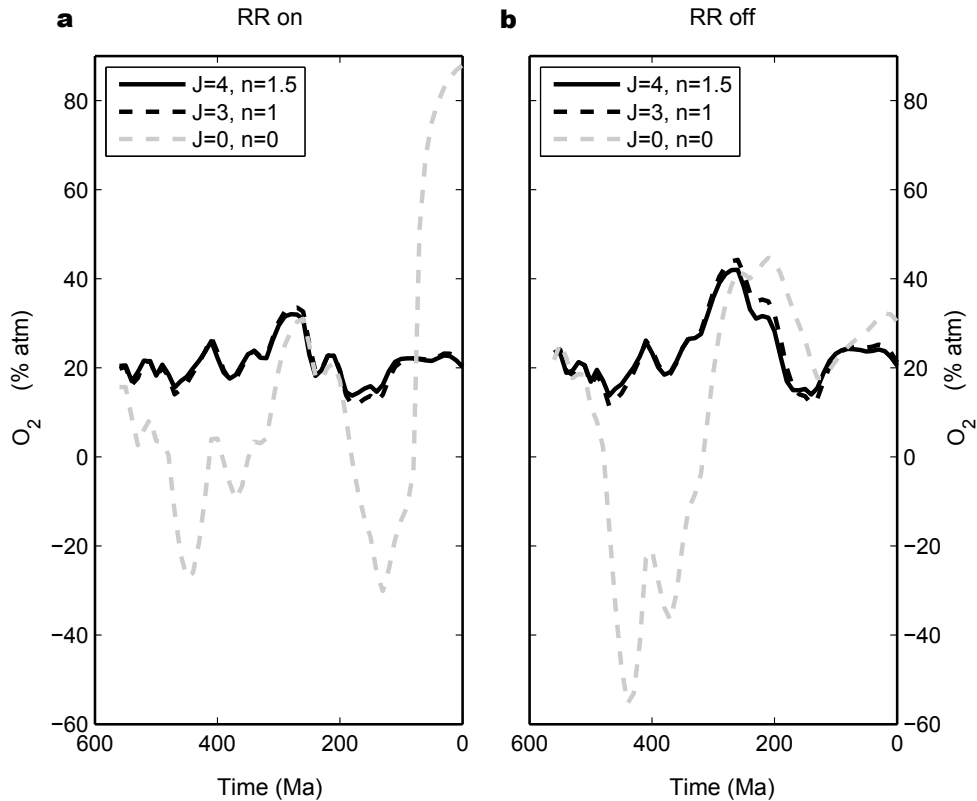 a RR on
J=4, n=1.5
J=3, n=1
J=0, n=0
80
60
40
20
0
−20
−40
−60
O2 (% atm)
600 400 200 0
Time (Ma)
b RR off
J=4, n=1.5
J=3, n=1
J=0, n=0
80
60
40
20
0
−20
−40
−60
O2 (% atm)
600 400 200 0
Time (Ma)